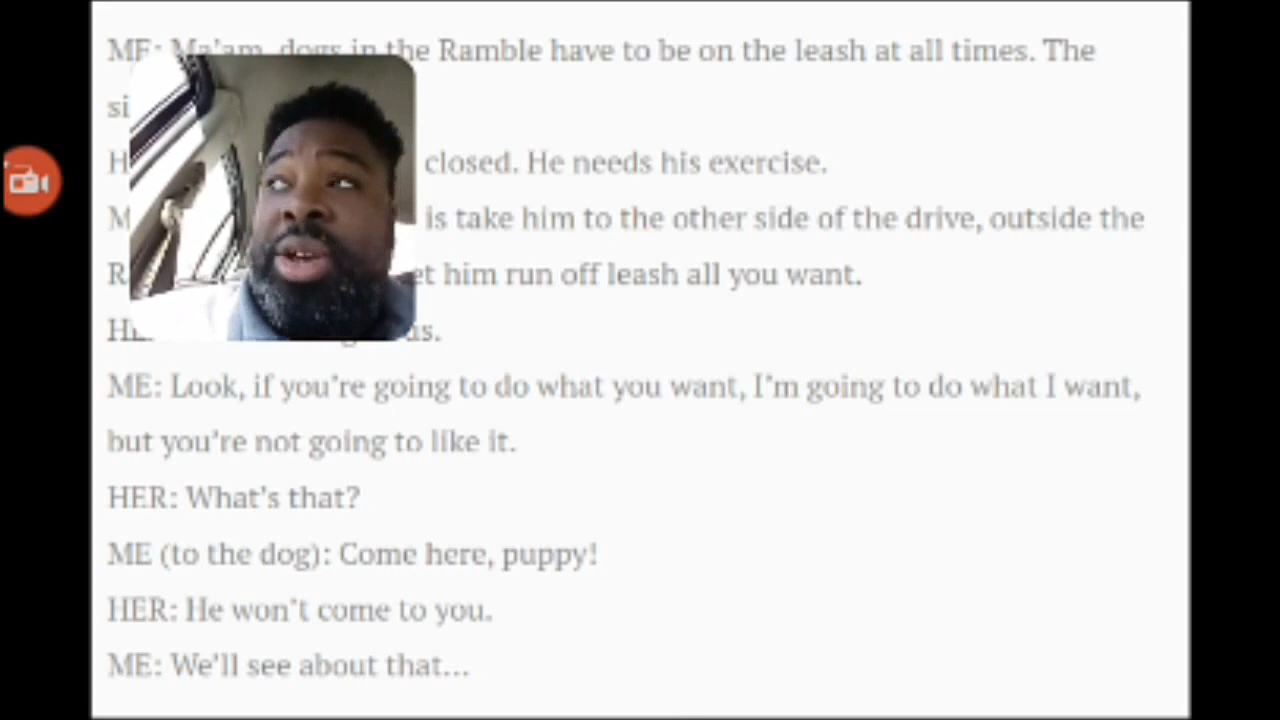 ME: Ma'am, dogs in the Ramble have to be on the leash at all times. The
closed. He needs his exercise.
is take him to the other side of the drive, outside the
him run off leash all you want.
ME: Look, if you're going to do what you want, I'm going to do what I want,
but you're not going to like it.
HER: What's that?
ME (to the dog): Come here, puppy!
HER: He won't come to you.
ME: We'll see about that...